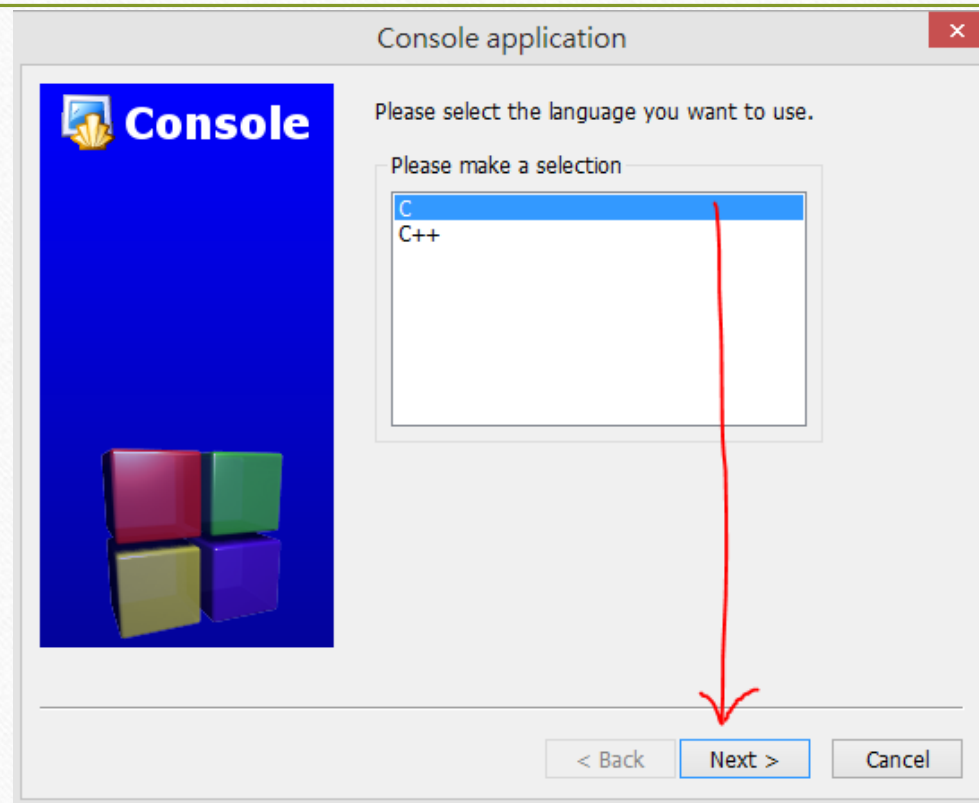 Console application
Console
Please select the language you want to use.
Please make a selection
C
C++
< Back
Next >
Cancel